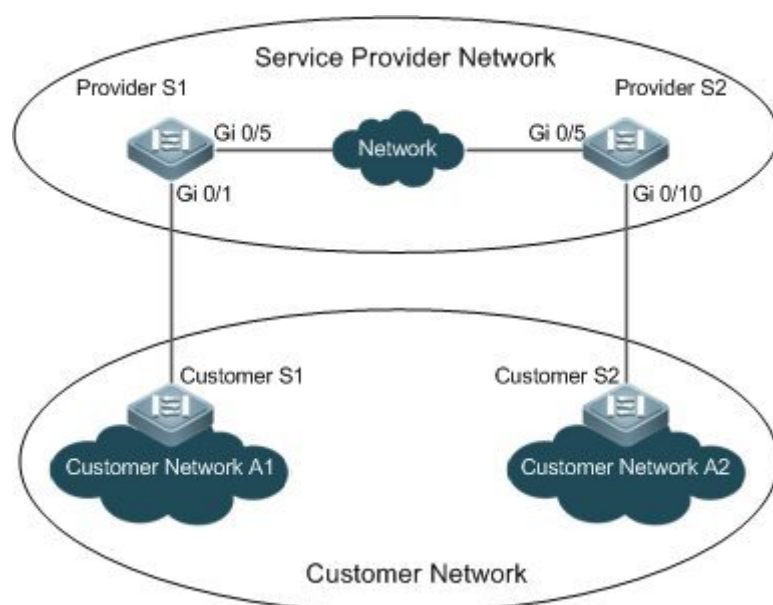 Service Provider Network
Provider S1
Provider S2
Gi 0/5
Network
Gi 0/5
Gi 0/1
Gi 0/10
Customer S1
Customer S2
Customer Network A1
Customer Network A2
Customer Network